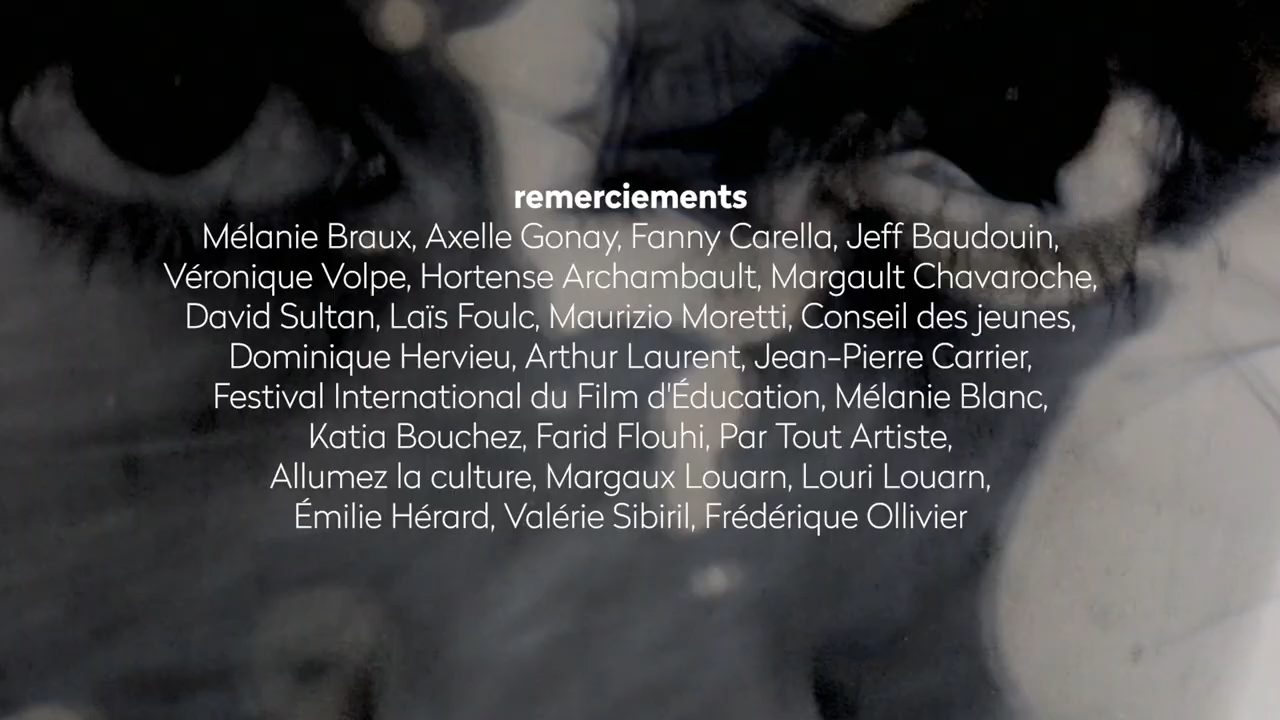 remerciements
Mélanie Braux, Axelle Gonay, Fanny Carella, Jeff Baudouin,
Véronique Volpe, Hortense Archambault, Margault Chavaroche,
David Sultan, Laïs Foulc, Maurizio Moretti, Conseil des jeunes,
Dominique Hervieu, Arthur Laurent, Jean-Pierre Carrier,
Festival International du Film d'Éducation, Mélanie Blanc,
Katia Bouchez, Farid Flouhi, Par Tout Artiste,
Allumez la culture, Margaux Louarn, Louri Louarn,
Émilie Hérard, Valérie Sibiril, Frédérique Ollivier